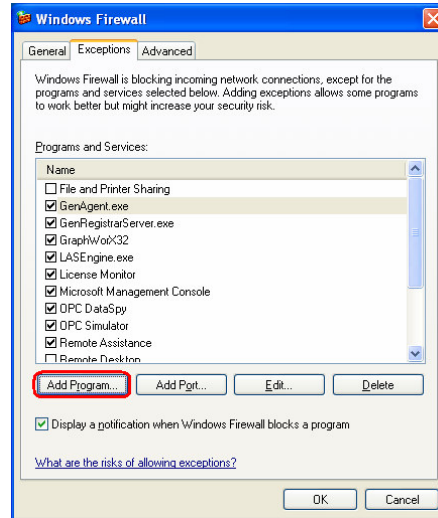 Windows Firewall
General Exceptions Advanced
Windows Firewall is blocking incoming network connections, except for the
programs and services selected below. Adding exceptions allows some programs
to work better but might increase your security risk.
Programs and Services:
Name
File and Printer Sharing
GenAgent.exe
GenRegistrarServer.exe
GraphWorX32
LASEngine.exe
License Monitor
Microsoft Management Console
OPC DataSpy
OPC Simulator
Remote Assistance
Remote Desktop
Add Program... Add Port... Edit... Delete
Display a notification when Windows Firewall blocks a program
What are the risks of allowing exceptions?
OK Cancel